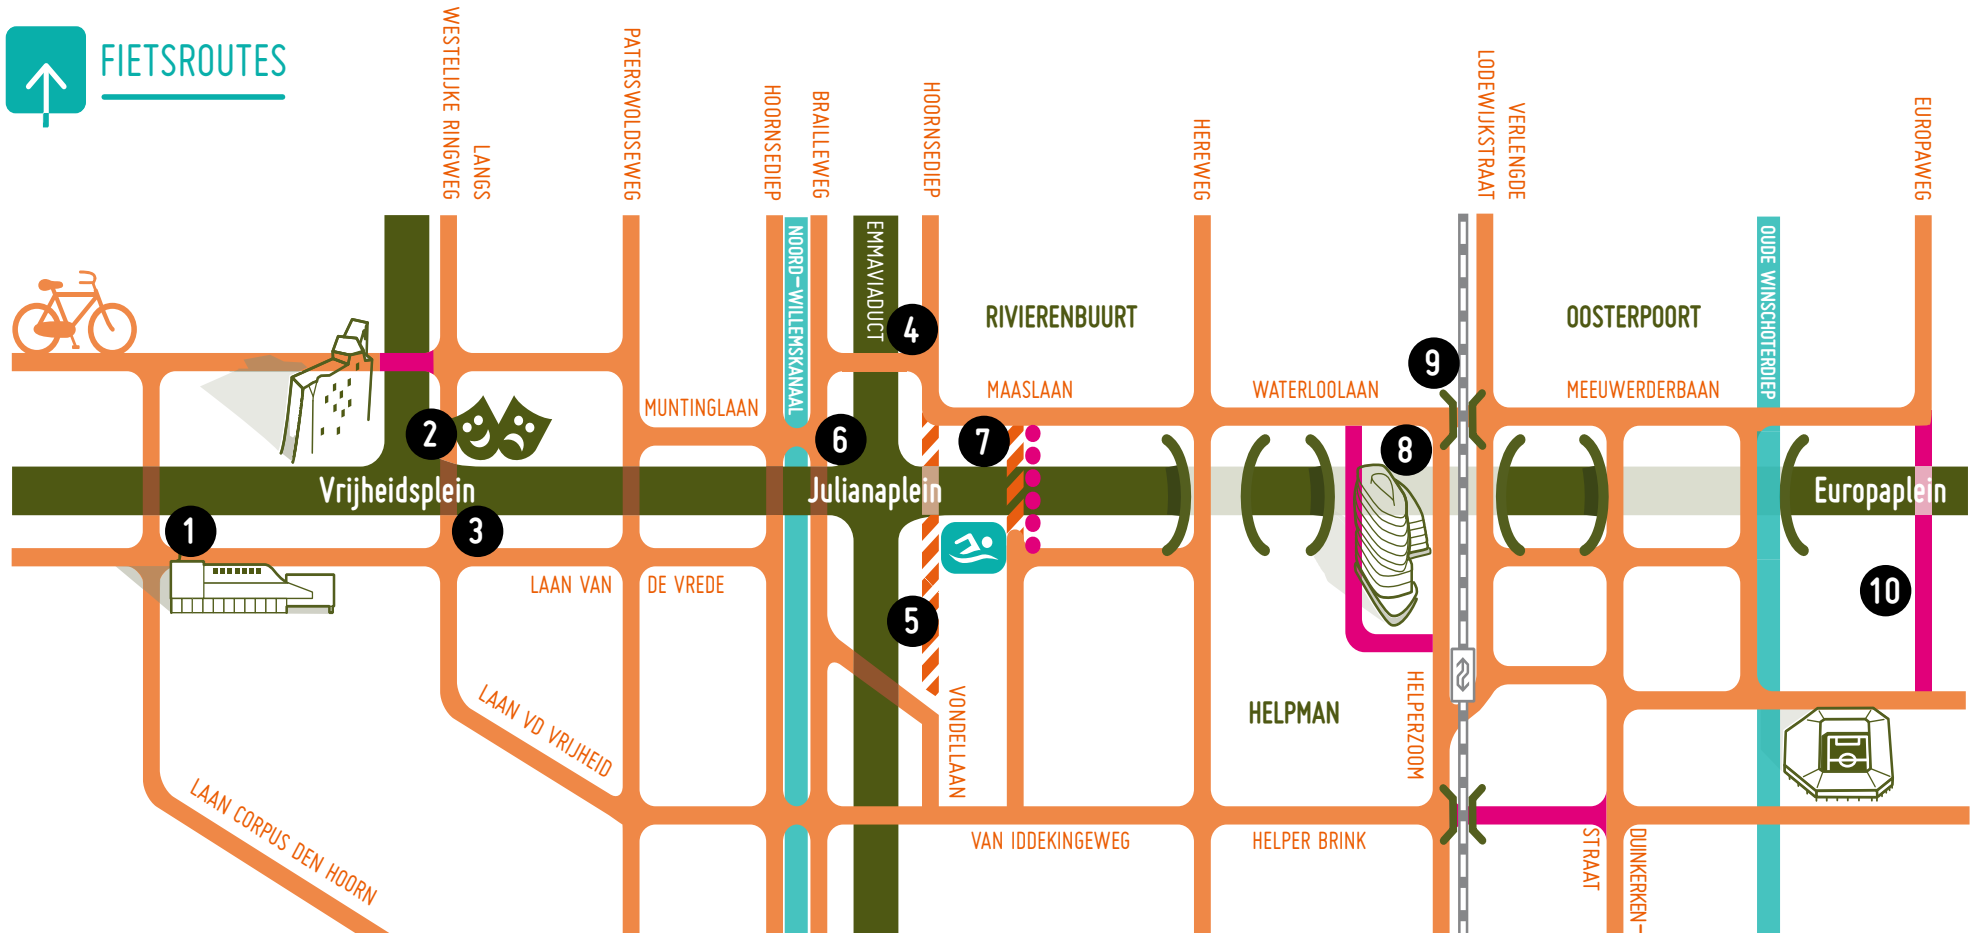 FIETSROUTES
WESTELIJKE RINGWEG
LANGS
PATERSWOLDSEWEG
HOORNSEDIEP
BRAILLEWEG
HOORNSEDIEP
HEREWEG
LODEWIJKSTRAAT
VERLENGDE
EUROPAWEG
NOORD-WILLEMSKANAAL
EMMAVIADUCT
OUDE WINSCHOTERDIEP
4
RIVIERENBUURT
OOSTERPOORT
9
MAASLAAN
WATERLOOLAAN
MEEUWERDERBAAN
MUNTINGLAAN
2
6
7
8
Vrijheidsplein
Julianaplein
Europaplein
1
3
LAAN VAN
DE VREDE
5
10
LAAN VD VRIJHEID
VONDELLAAN
HELPMAN
HELPERZOOM
LAAN CORPUS DEN HOORN
VAN IDDEKINGEWEG
HELPER BRINK
DUINKERKEN-
STRAAT